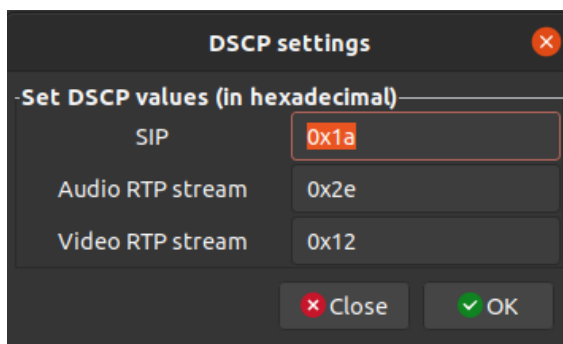 DSCP settings
Set DSCP values (in hexadecimal)
SIP 0x1a
Audio RTP stream 0x2e
Video RTP stream 0x12
Close OK